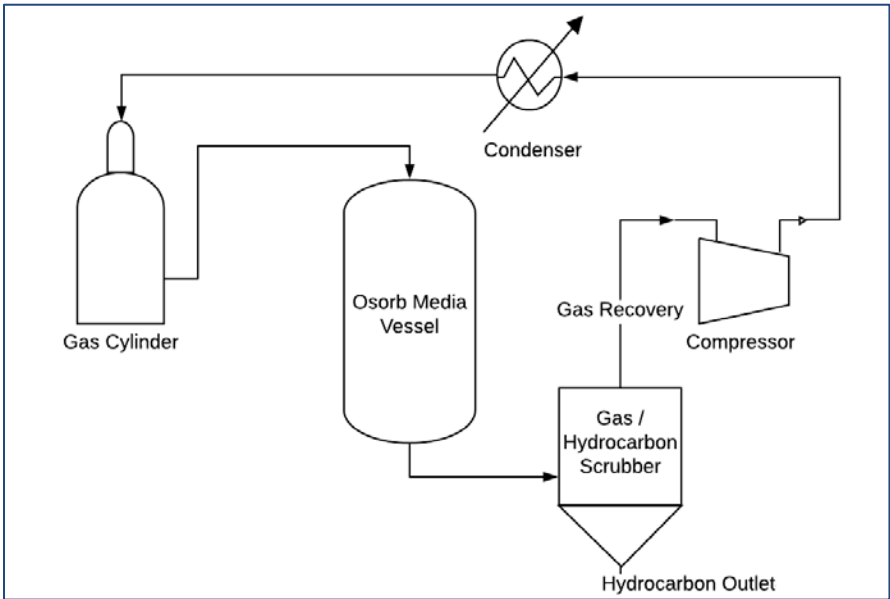 Condenser
Osorb Media
Vessel
Gas Cylinder
Gas Recovery
Compressor
Gas /
Hydrocarbon
Scrubber
Hydrocarbon Outlet